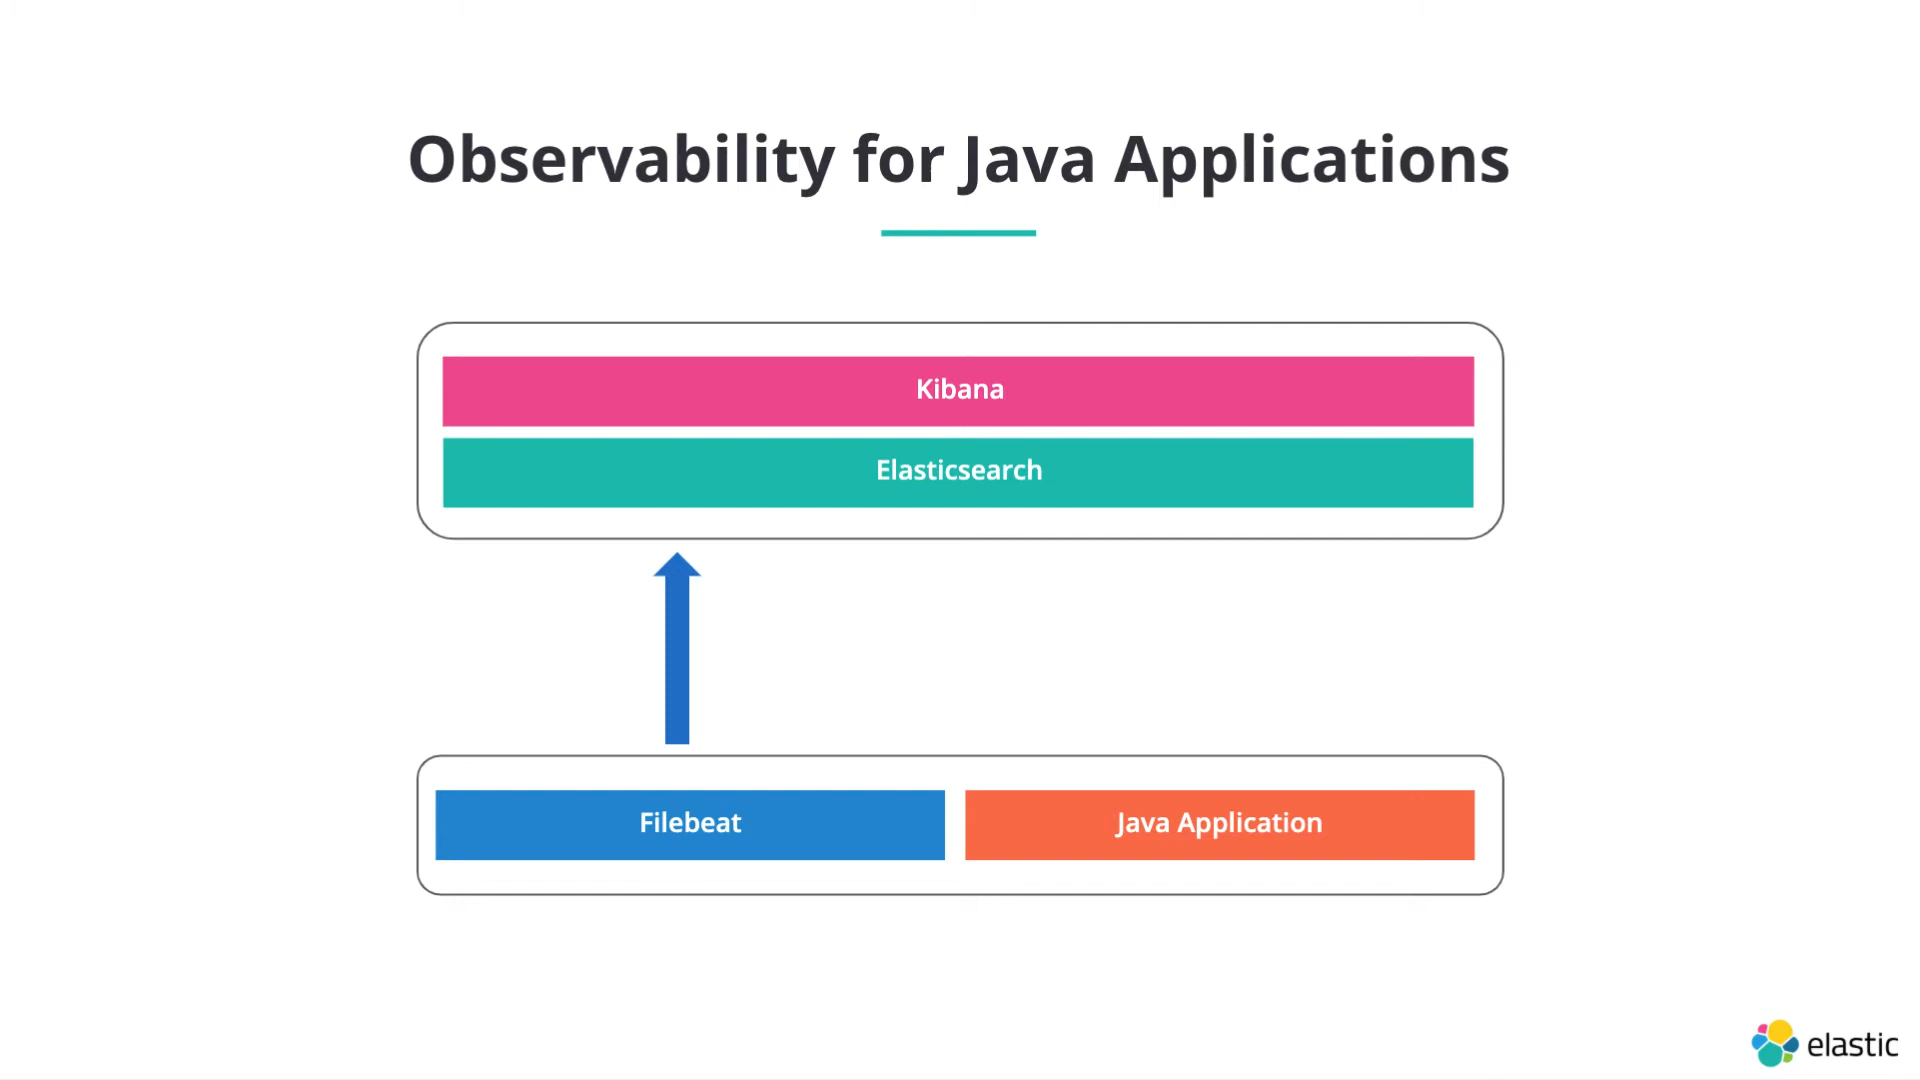 Observability for Java Applications
Kibana
Elasticsearch
Filebeat
Java Application
elastic